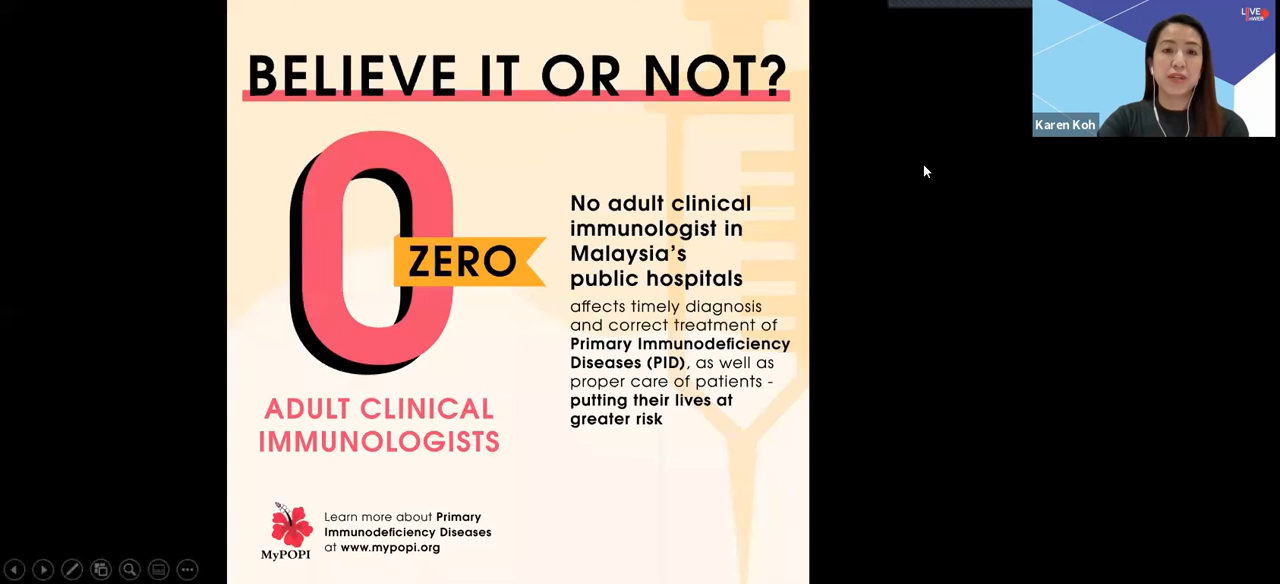 BELIEVE IT OR NOT?
0
ZERO
ADULT CLINICAL
IMMUNOLOGISTS
No adult clinical
immunologist in
Malaysia's
public hospitals
affects timely diagnosis
and correct treatment of
Primary Immunodeficiency
Diseases (PID), as well as
proper care of patients -
putting their lives at
greater risk
MyPOPI
Learn more about Primary
Immunodeficiency Diseases
at www.mypopi.org
Karen Koh